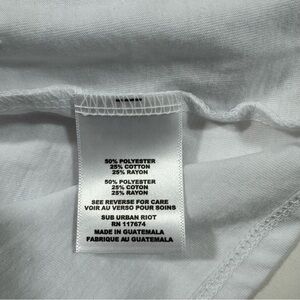 50% POLYESTER
25% COTTON
25% RAYON
50% POLYESTER
25% COTON
25% RAYON
SEE REVERSE FOR CARE
VOIR AU VERSO POUR SOINS
SUB URBAN RIOT
RN 117674
MADE IN GUATEMALA
FABRIQUE AU GUATEMALA